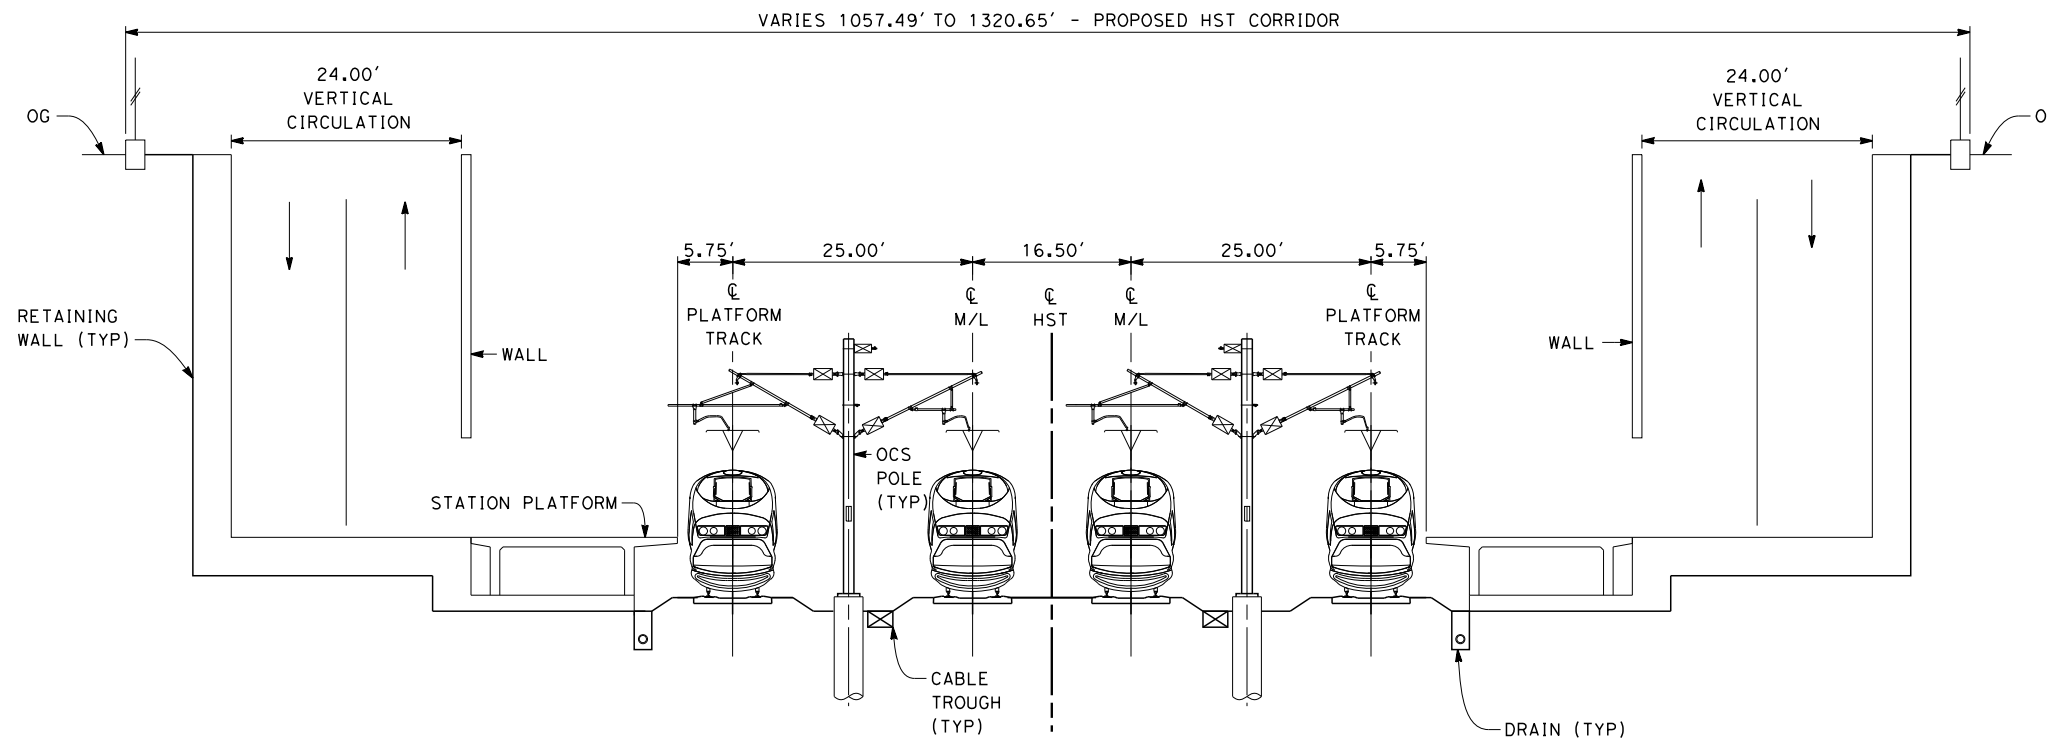 VARIES 1057.49' TO 1320.65' - PROPOSED HST CORRIDOR
24.00'
VERTICAL
CIRCULATION
24.00'
VERTICAL
CIRCULATION
OG
O
5.75'
25.00'
16.50'
25.00'
5.75'
℄
PLATFORM
TRACK
℄
M/L
℄
HST
℄
M/L
℄
PLATFORM
TRACK
RETAINING
WALL (TYP)
WALL
WALL
OCS
POLE
(TYP)
STATION PLATFORM
CABLE
TROUGH
(TYP)
DRAIN (TYP)